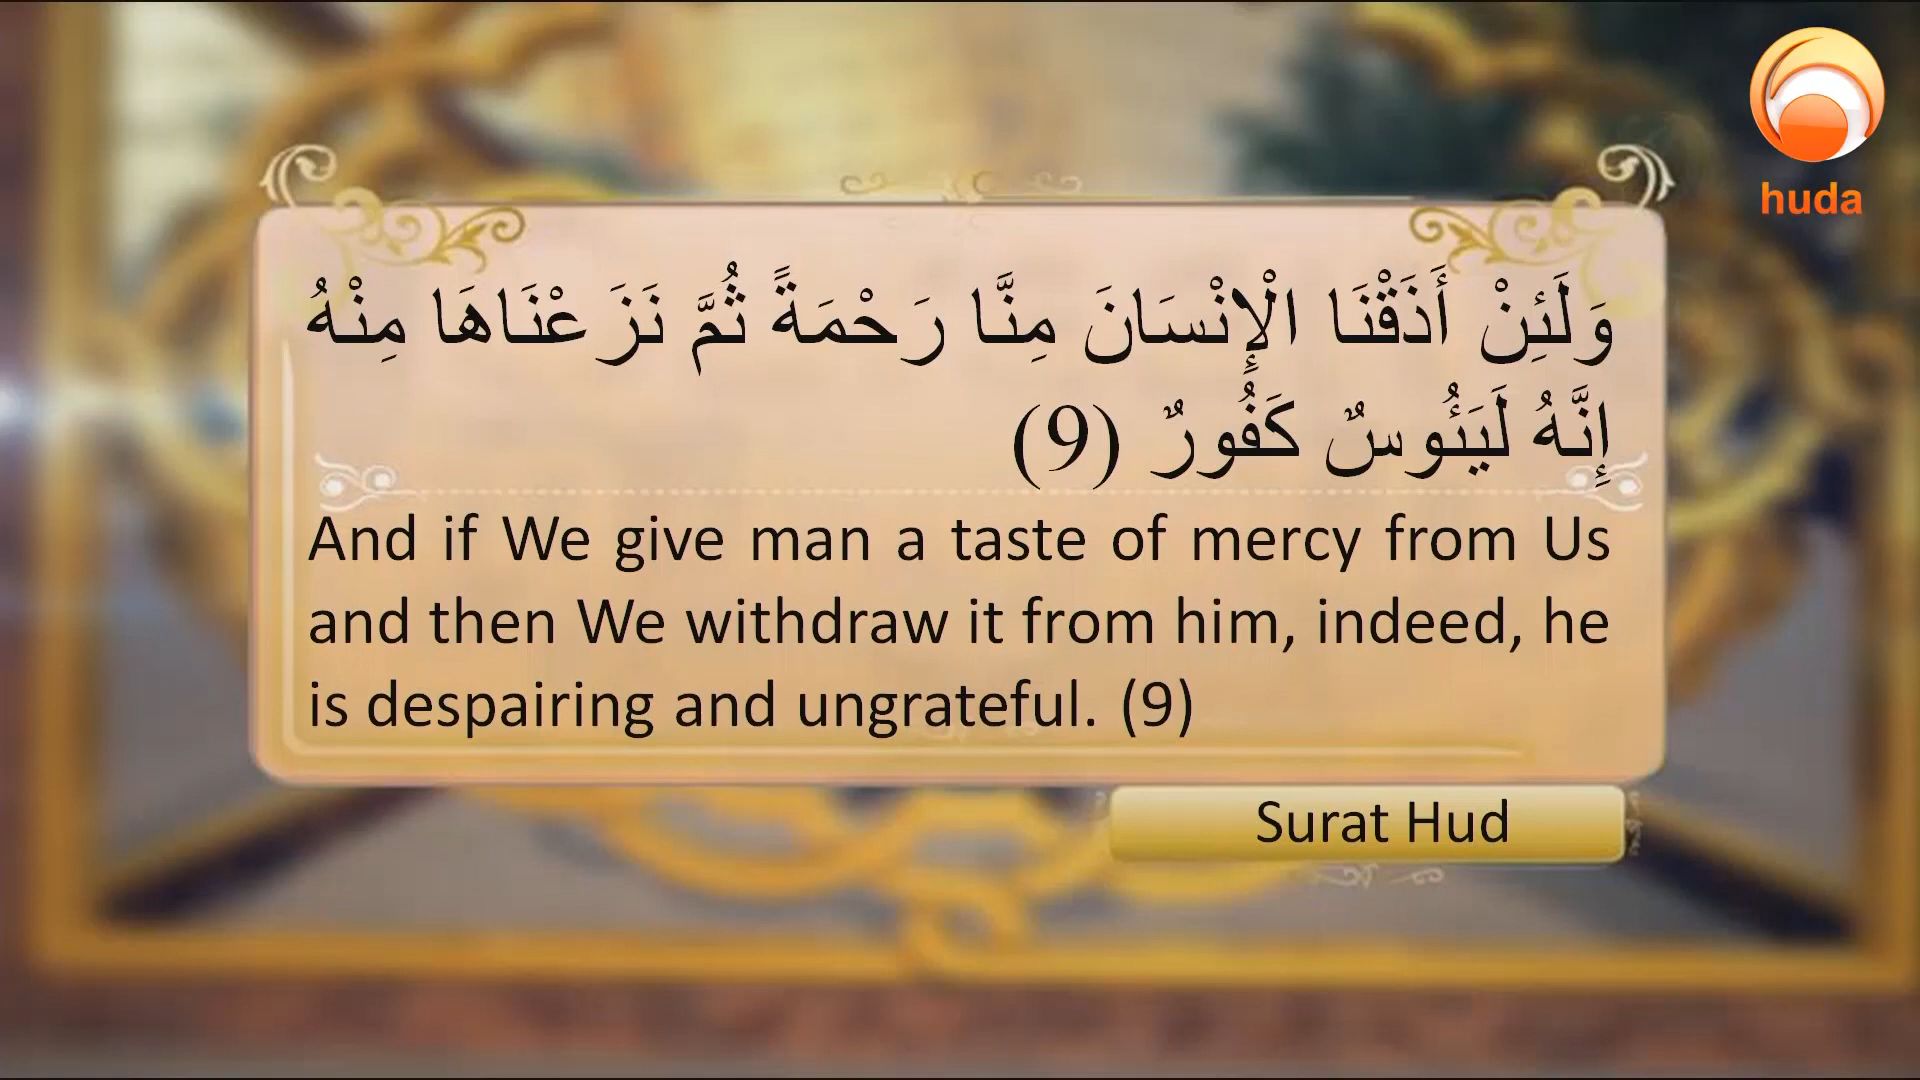 huda
وَلَئِنْ أَذَقْنَا الْإِنْسَانَ مِنَّا رَحْمَةً ثُمَّ نَزَعْنَاهَا مِنْهُ
إِنَّهُ لَيَئُوسٌ كَفُورٌ (9)
And if We give man a taste of mercy from Us
and then We withdraw it from him, indeed, he
is despairing and ungrateful. (9)
Surat Hud